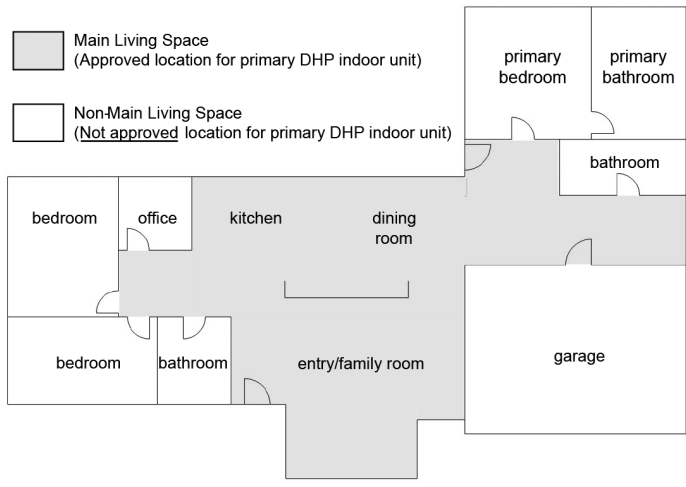 Main Living Space
(Approved location for primary DHP indoor unit)
Non-Main Living Space
(Not approved location for primary DHP indoor unit)
primary
bedroom
primary
bathroom
bathroom
bedroom
office
kitchen
dining
room
bedroom
bathroom
entry/family room
garage